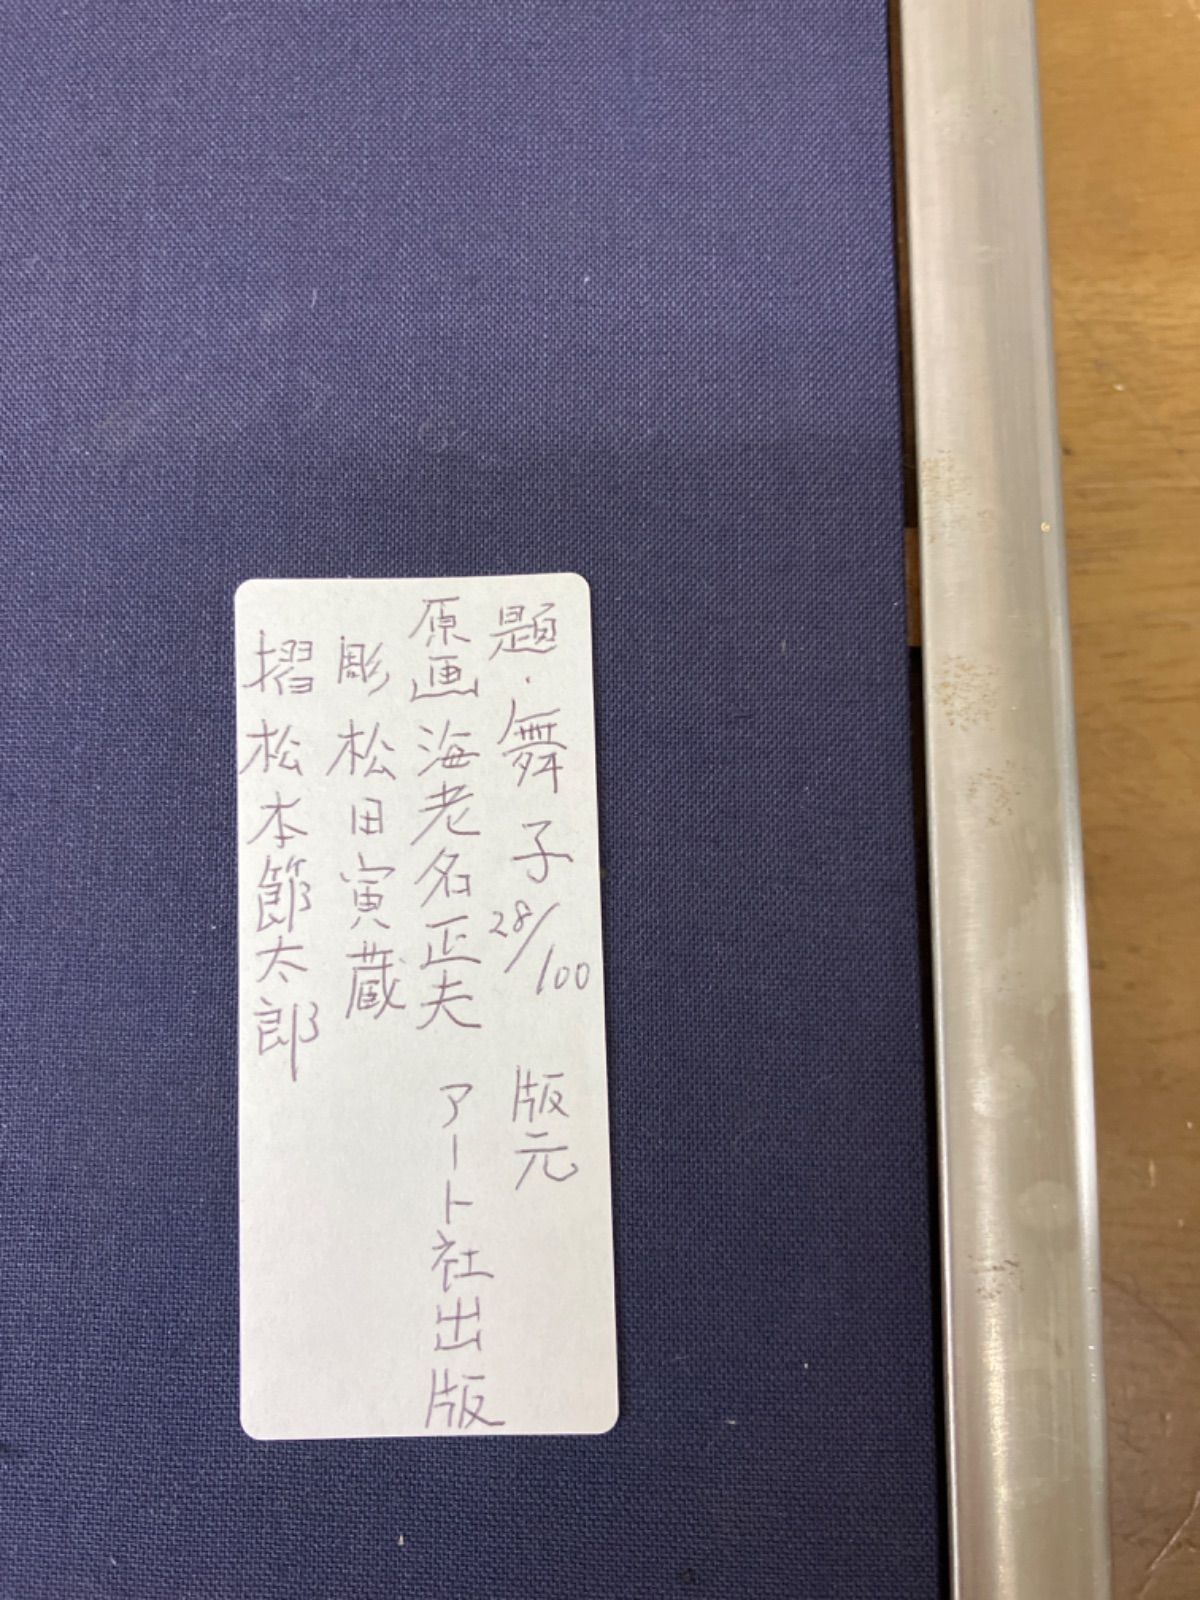 題・舞子 28/100 版元
原画 海老名正夫 アート社出版
彫 松田寅蔵
摺 松本節太郎